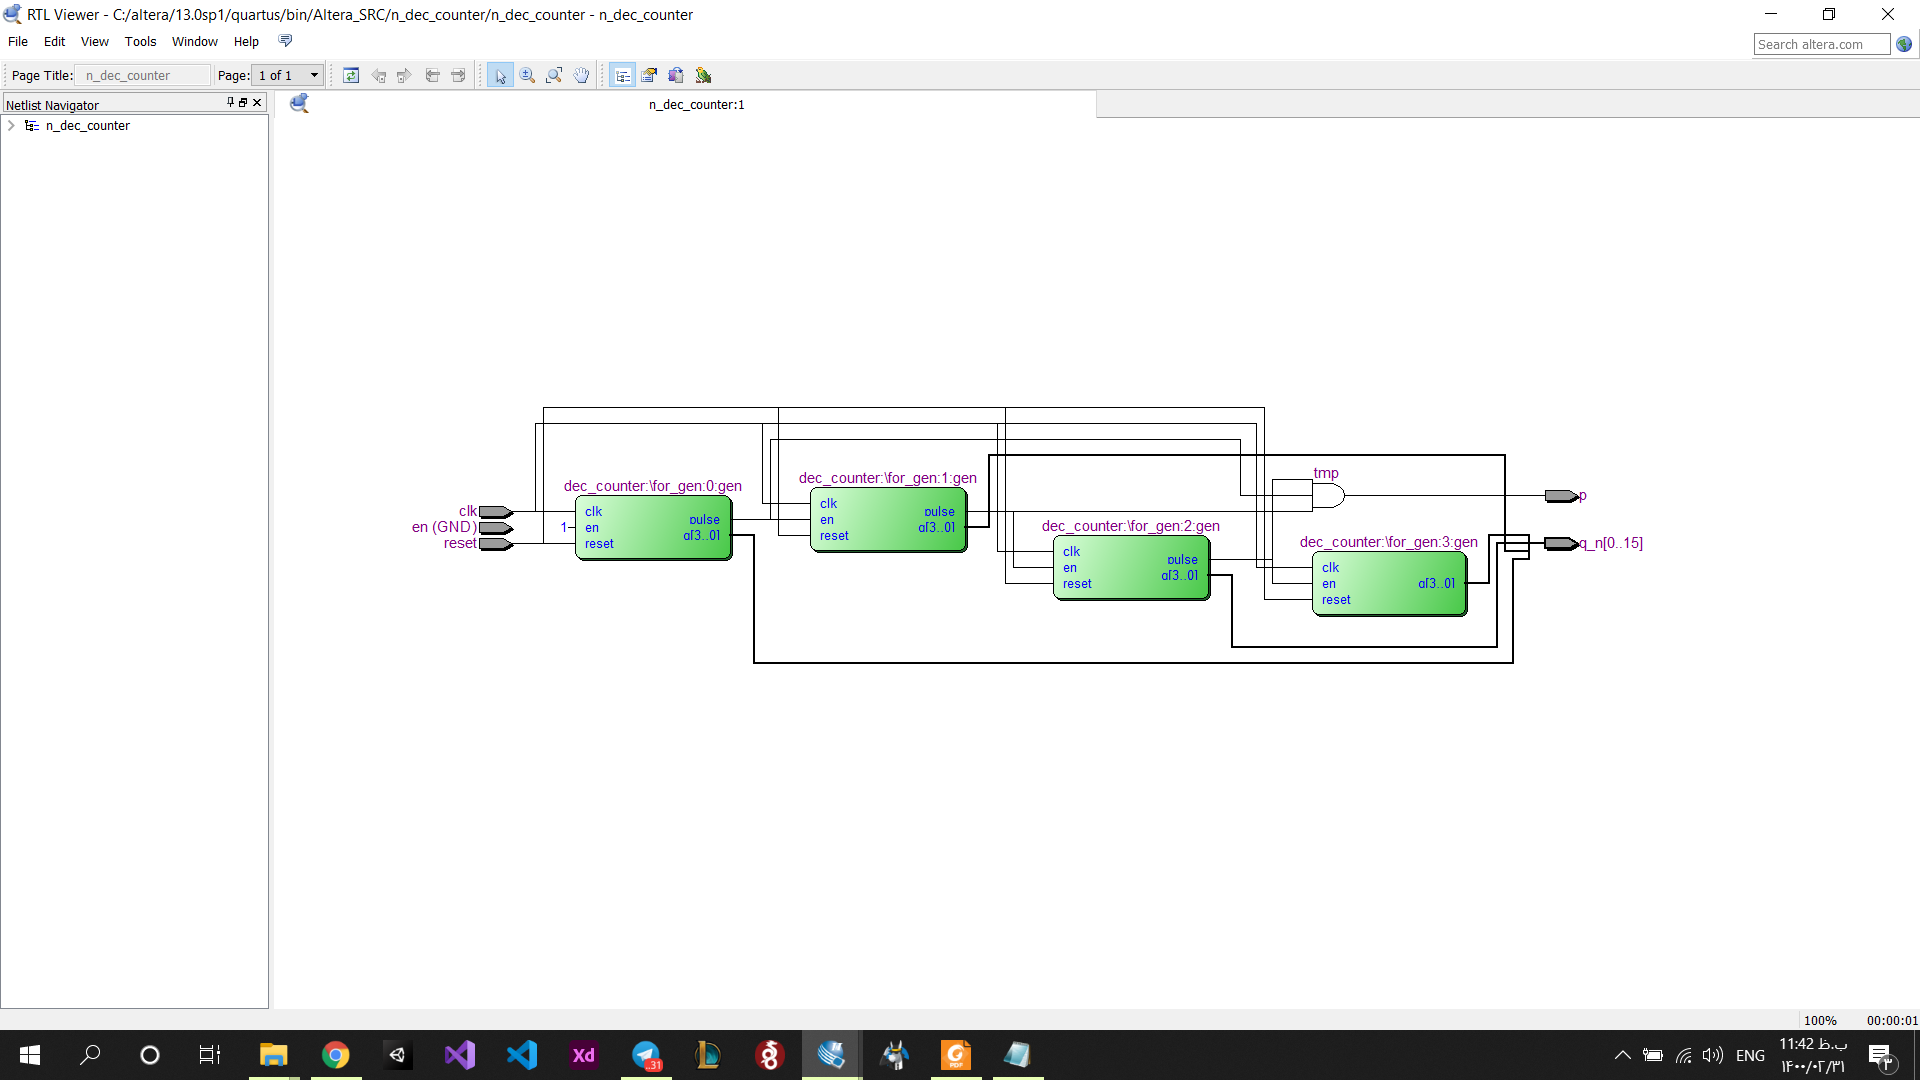 RTL Viewer - C:/altera/13.0sp1/quartus/bin/Altera_SRC/n_dec_counter/n_dec_counter - n_dec_counter
File Edit View Tools Window Help
Search altera.com
Page Title: n_dec_counter Page: 1 of 1
Netlist Navigator
n_dec_counter
n_dec_counter:1
tmp
dec_counter:\for_gen:0:gen
dec_counter:\for_gen:1:gen
dec_counter:\for_gen:2:gen
dec_counter:\for_gen:3:gen
clk
en (GND)
reset
1
clk
en
reset
pulse
q[3..0]
clk
en
reset
pulse
q[3..0]
clk
en
reset
pulse
q[3..0]
clk
en
reset
q[3..0]
p
q_n[0..15]
100% 00:00:01
Xd
..31
PDF
ENG
11:42 ب.ظ
۱۴۰۰/۰۲/۳۱
۳